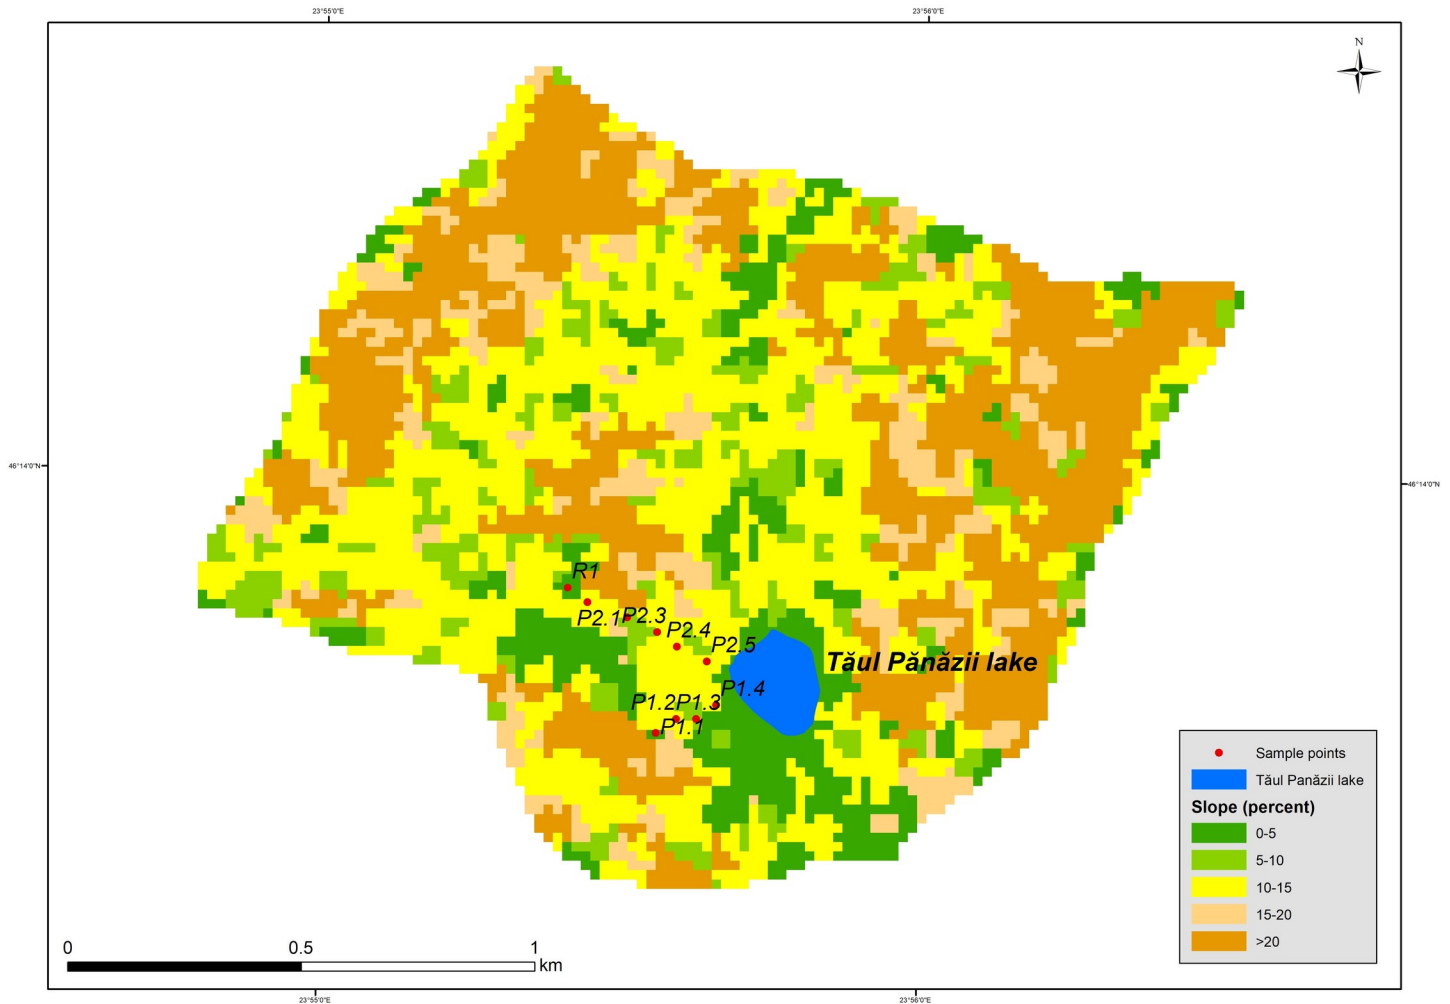 23°55'0"E
23°56'0"E
N
46°14'0"N
46°14'0"N
R1
P2.1
P2.3
P2.4
P2.5
Tăul Pănăzii lake
P1.4
P1.2
P1.3
P1.1
Sample points
Tăul Panăzii lake
Slope (percent)
0-5
5-10
10-15
15-20
>20
0
0.5
1
km
23°55'0"E
23°56'0"E